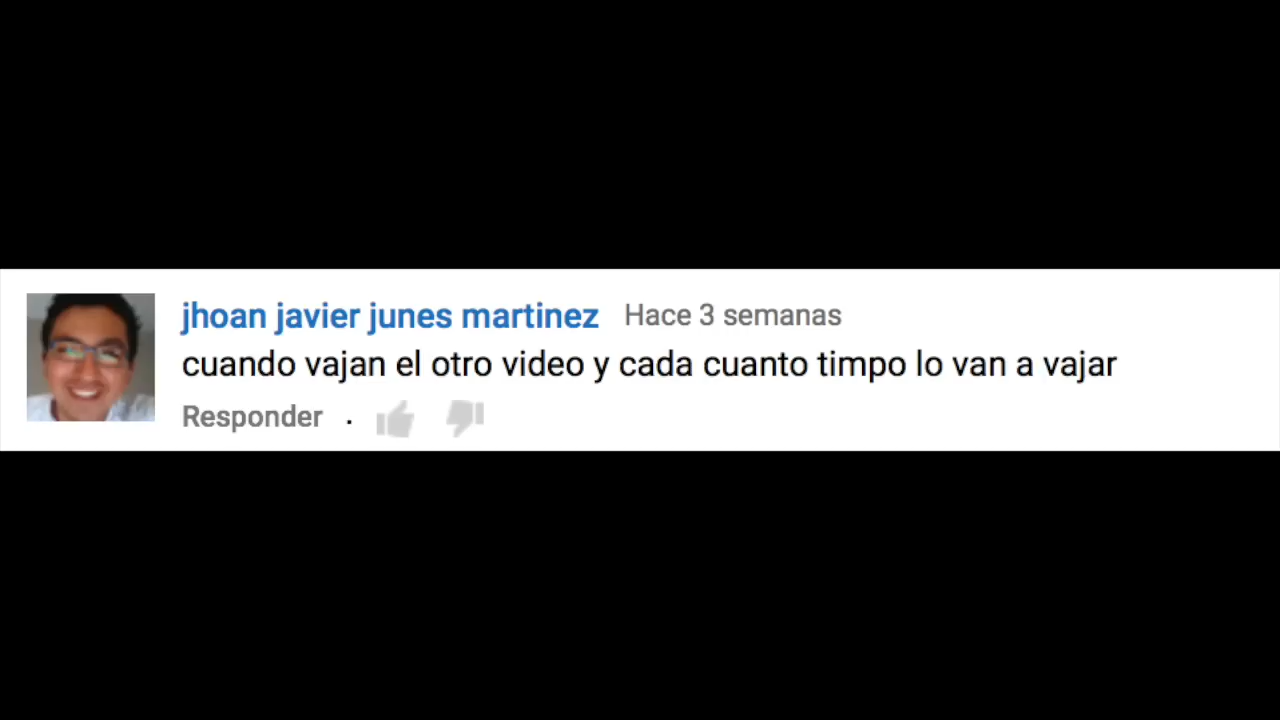 jhoan javier junes martinez Hace 3 semanas
cuando vajan el otro video y cada cuanto timpo lo van a vajar
Responder .